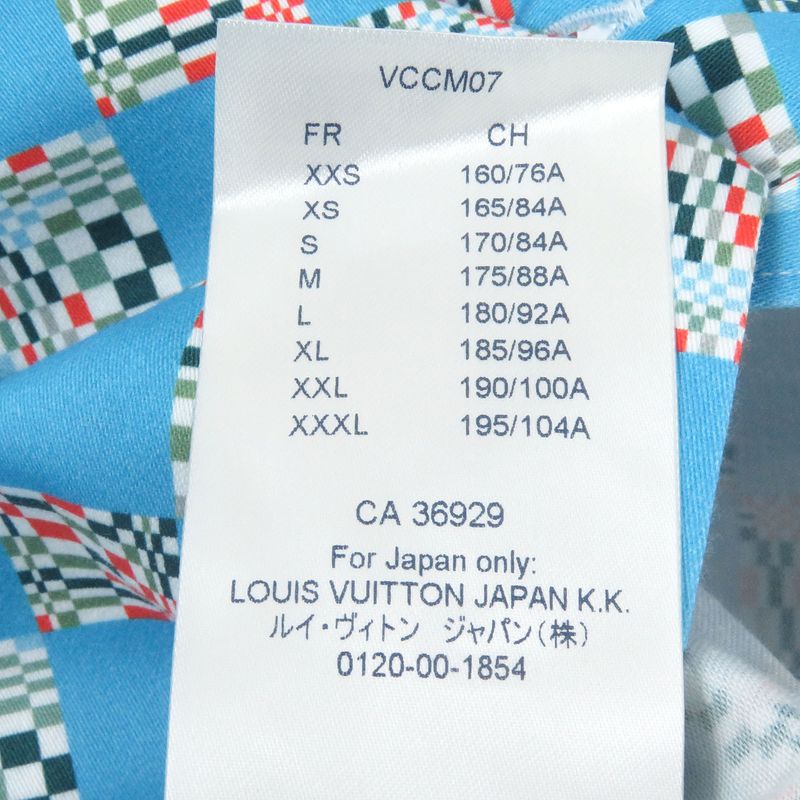 VCCM07
FR CH
XXS 160/76A
XS 165/84A
S 170/84A
M 175/88A
L 180/92A
XL 185/96A
XXL 190/100A
XXXL 195/104A
CA 36929
For Japan only:
LOUIS VUITTON JAPAN K.K.
ルイ・ヴィトン ジャパン(株)
0120-00-1854